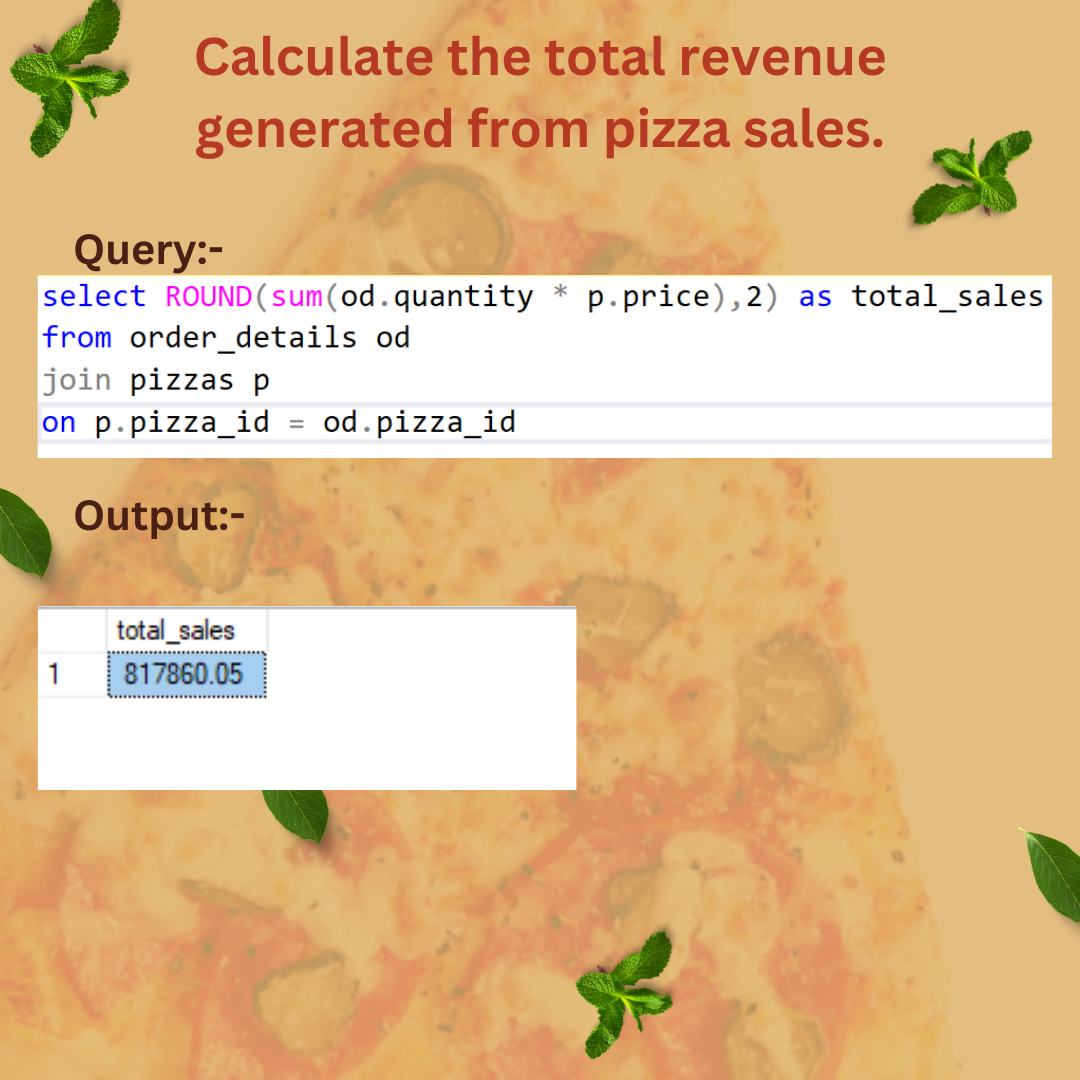 Calculate the total revenue
generated from pizza sales.
Query:-
select ROUND(sum(od.quantity * p.price),2) as total_sales
from order_details od
join pizzas p
on p.pizza_id = od.pizza_id
Output:-
total_sales
1 817860.05